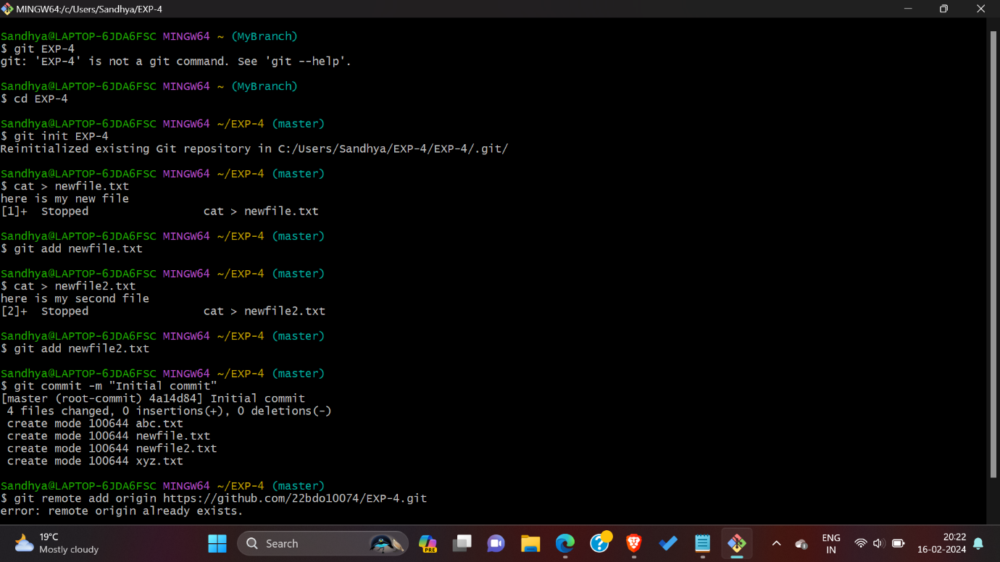 MINGW64:/c/Users/Sandhya/EXP-4
Sandhya@LAPTOP-6JDA6FSC MINGW64 ~ (MyBranch)
$ git EXP-4
git: 'EXP-4' is not a git command. See 'git --help'.
Sandhya@LAPTOP-6JDA6FSC MINGW64 ~ (MyBranch)
$ cd EXP-4
Sandhya@LAPTOP-6JDA6FSC MINGW64 ~/EXP-4 (master)
$ git init EXP-4
Reinitialized existing Git repository in C:/Users/Sandhya/EXP-4/EXP-4/.git/
Sandhya@LAPTOP-6JDA6FSC MINGW64 ~/EXP-4 (master)
$ cat > newfile.txt
here is my new file
[1]+  Stopped                 cat > newfile.txt
Sandhya@LAPTOP-6JDA6FSC MINGW64 ~/EXP-4 (master)
$ git add newfile.txt
Sandhya@LAPTOP-6JDA6FSC MINGW64 ~/EXP-4 (master)
$ cat > newfile2.txt
here is my second file
[2]+  Stopped                 cat > newfile2.txt
Sandhya@LAPTOP-6JDA6FSC MINGW64 ~/EXP-4 (master)
$ git add newfile2.txt
Sandhya@LAPTOP-6JDA6FSC MINGW64 ~/EXP-4 (master)
$ git commit -m "Initial commit"
[master (root-commit) 4a14d84] Initial commit
 4 files changed, 0 insertions(+), 0 deletions(-)
 create mode 100644 abc.txt
 create mode 100644 newfile.txt
 create mode 100644 newfile2.txt
 create mode 100644 xyz.txt
Sandhya@LAPTOP-6JDA6FSC MINGW64 ~/EXP-4 (master)
$ git remote add origin https://github.com/22bdo10074/EXP-4.git
error: remote origin already exists.
19°C
Mostly cloudy
Search
PRE
ENG
IN
20:22
16-02-2024